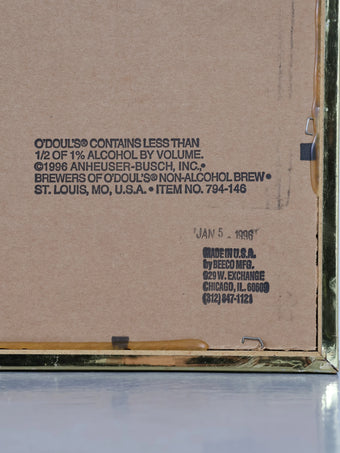 O'DOUL'S® CONTAINS LESS THAN
1/2 OF 1% ALCOHOL BY VOLUME.
©1996 ANHEUSER-BUSCH, INC.,•
BREWERS OF O'DOUL'S® NON-ALCOHOL BREW •
ST. LOUIS, MO, U.S.A. • ITEM NO. 794-146
JAN 5 - 1996
MADE IN U.S.A.
by BEECO MFG.
929 W. EXCHANGE
CHICAGO, IL. 60609
(312) 847-1121